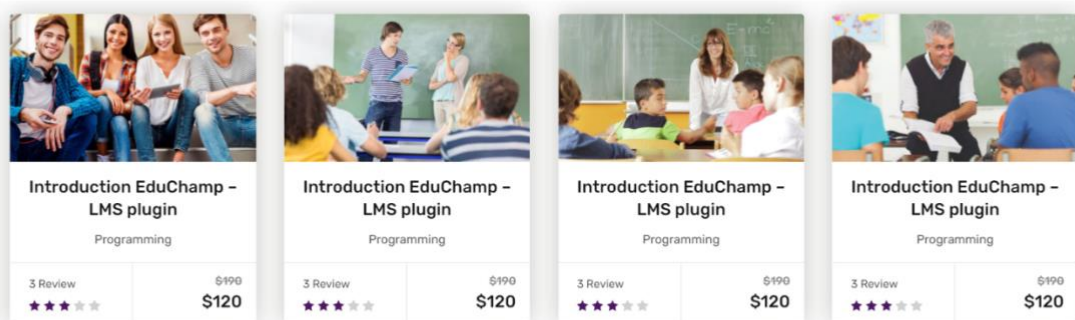 E=mc²
Introduction EduChamp –
LMS plugin
Programming
3 Review
$190
$120
Introduction EduChamp –
LMS plugin
Programming
3 Review
$190
$120
Introduction EduChamp –
LMS plugin
Programming
3 Review
$190
$120
Introduction EduChamp –
LMS plugin
Programming
3 Review
$190
$120